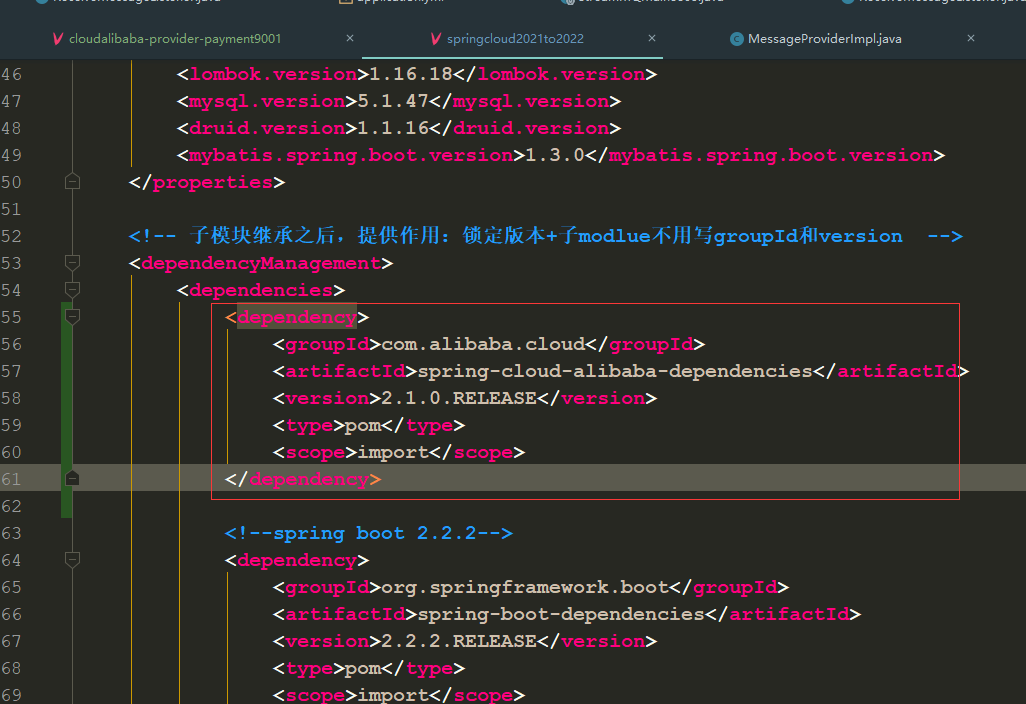 cloudalibaba-provider-payment9001 × springcloud2021to2022 × MessageProviderImpl.java ×
46 <lombok.version>1.16.18</lombok.version>
47 <mysql.version>5.1.47</mysql.version>
48 <druid.version>1.1.16</druid.version>
49 <mybatis.spring.boot.version>1.3.0</mybatis.spring.boot.version>
50 </properties>
51
52 <!-- 子模块继承之后，提供作用：锁定版本+子modlue不用写groupId和version  -->
53 <dependencyManagement>
54 <dependencies>
55 <dependency>
56 <groupId>com.alibaba.cloud</groupId>
57 <artifactId>spring-cloud-alibaba-dependencies</artifactId>
58 <version>2.1.0.RELEASE</version>
59 <type>pom</type>
60 <scope>import</scope>
61 </dependency>
62
63 <!--spring boot 2.2.2-->
64 <dependency>
65 <groupId>org.springframework.boot</groupId>
66 <artifactId>spring-boot-dependencies</artifactId>
67 <version>2.2.2.RELEASE</version>
68 <type>pom</type>
69 <scope>import</scope>